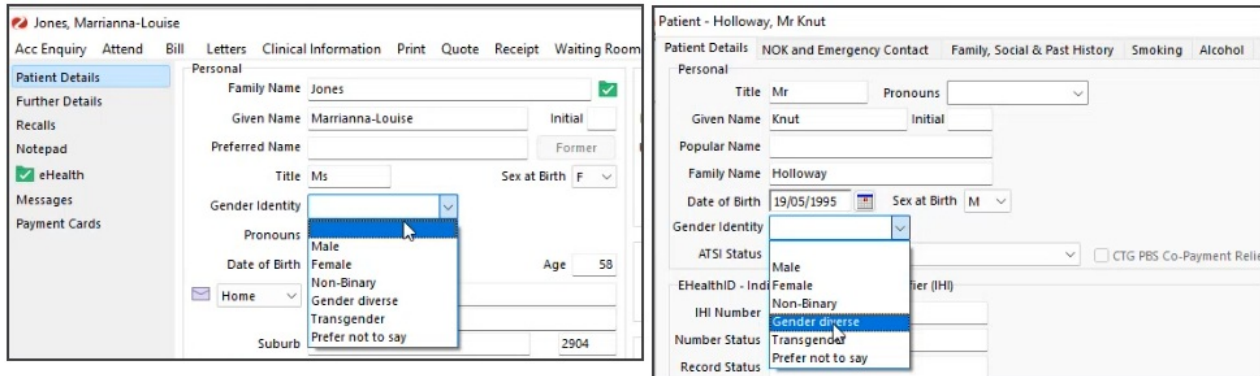 Jones, Marrianna-Louise
Acc Enquiry Attend Bill Letters Clinical Information Print Quote Receipt Waiting Room
Patient Details
Further Details
Recalls
Notepad
eHealth
Messages
Payment Cards
Personal
Family Name Jones
Given Name Marrianna-Louise Initial
Preferred Name Former
Title Ms Sex at Birth F
Gender Identity
Pronouns
Male
Date of Birth Female Age 58
Non-Binary
Home Gender diverse
Transgender
Prefer not to say
Suburb 2904
Patient - Holloway, Mr Knut
Patient Details NOK and Emergency Contact Family, Social & Past History Smoking Alcohol
Personal
Title Mr Pronouns
Given Name Knut Initial
Popular Name
Family Name Holloway
Date of Birth 19/05/1995 Sex at Birth M
Gender Identity
ATSI Status CTG PBS Co-Payment Relie
Male
EHealthID - Indi Female fier (IHI)
Non-Binary
IHI Number
Gender diverse
Number Status Transgender
Prefer not to say
Record Status